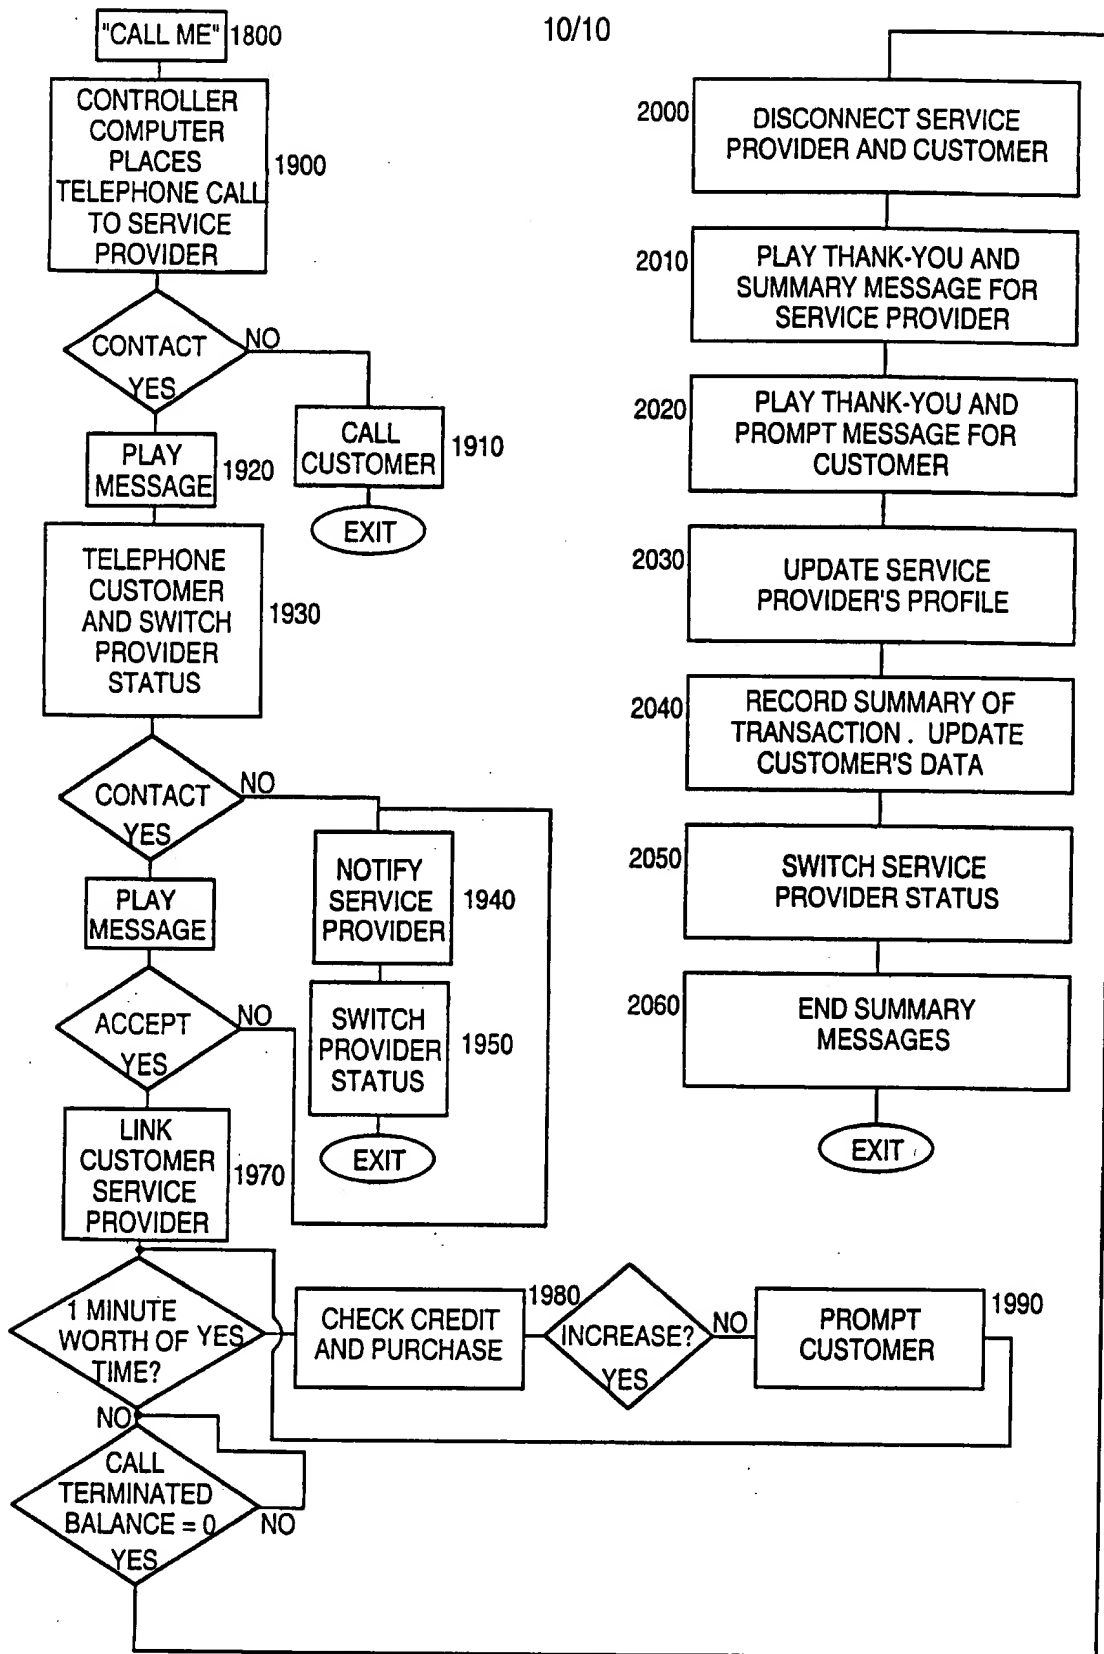 10/10
"CALL ME" 1800
CONTROLLER
COMPUTER
PLACES
TELEPHONE CALL
TO SERVICE
PROVIDER
1900
CONTACT
NO
YES
CALL
CUSTOMER
1910
EXIT
PLAY
MESSAGE
1920
TELEPHONE
CUSTOMER
AND SWITCH
PROVIDER
STATUS
1930
CONTACT
NO
YES
NOTIFY
SERVICE
PROVIDER
1940
SWITCH
PROVIDER
STATUS
1950
EXIT
PLAY
MESSAGE
ACCEPT
NO
YES
LINK
CUSTOMER
SERVICE
PROVIDER
1970
1 MINUTE
WORTH OF
TIME?
YES
NO
CHECK CREDIT
AND PURCHASE
1980
INCREASE?
NO
YES
PROMPT
CUSTOMER
1990
CALL
TERMINATED
BALANCE = 0
NO
YES
2000
DISCONNECT SERVICE
PROVIDER AND CUSTOMER
2010
PLAY THANK-YOU AND
SUMMARY MESSAGE FOR
SERVICE PROVIDER
2020
PLAY THANK-YOU AND
PROMPT MESSAGE FOR
CUSTOMER
2030
UPDATE SERVICE
PROVIDER'S PROFILE
2040
RECORD SUMMARY OF
TRANSACTION . UPDATE
CUSTOMER'S DATA
2050
SWITCH SERVICE
PROVIDER STATUS
2060
END SUMMARY
MESSAGES
EXIT